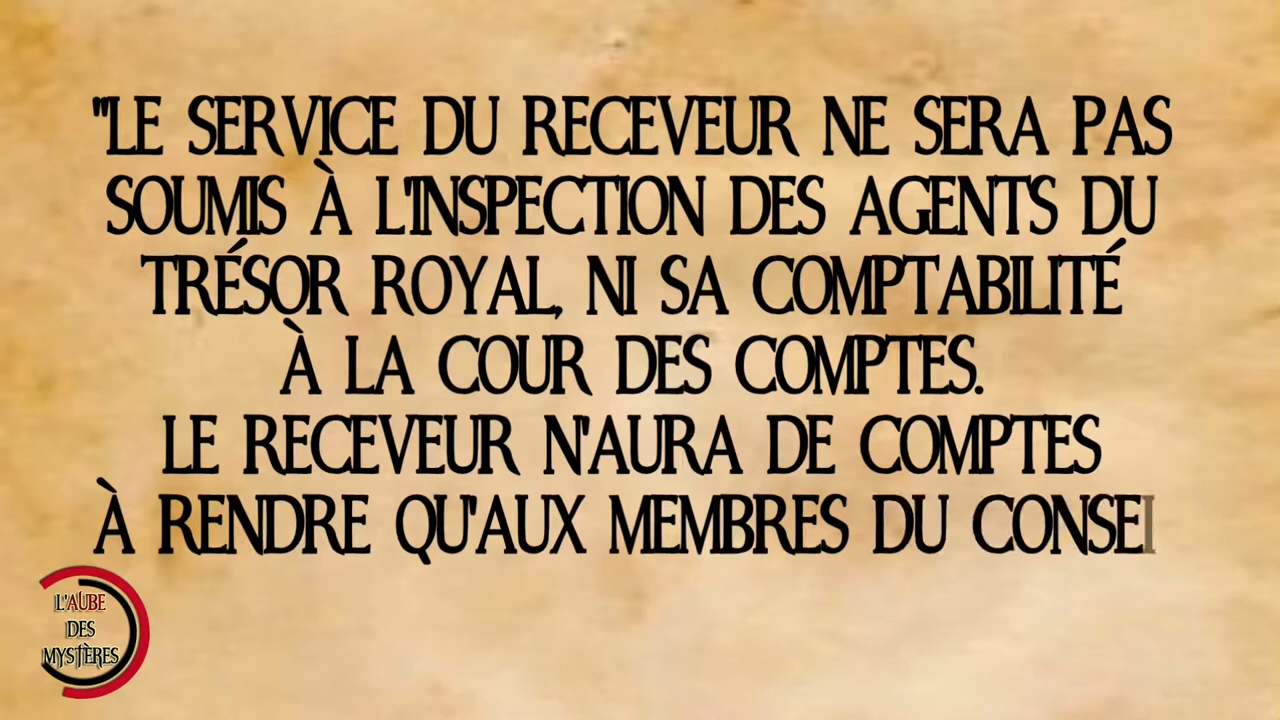 "LE SERVICE DU RECEVEUR NE SERA PAS
SOUMIS À L'INSPECTION DES AGENTS DU
TRÉSOR ROYAL, NI SA COMPTABILITÉ
À LA COUR DES COMPTES.
LE RECEVEUR N'AURA DE COMPTES
À RENDRE QU'AUX MEMBRES DU CONSEI
L'AUBE
DES
MYSTÈRES